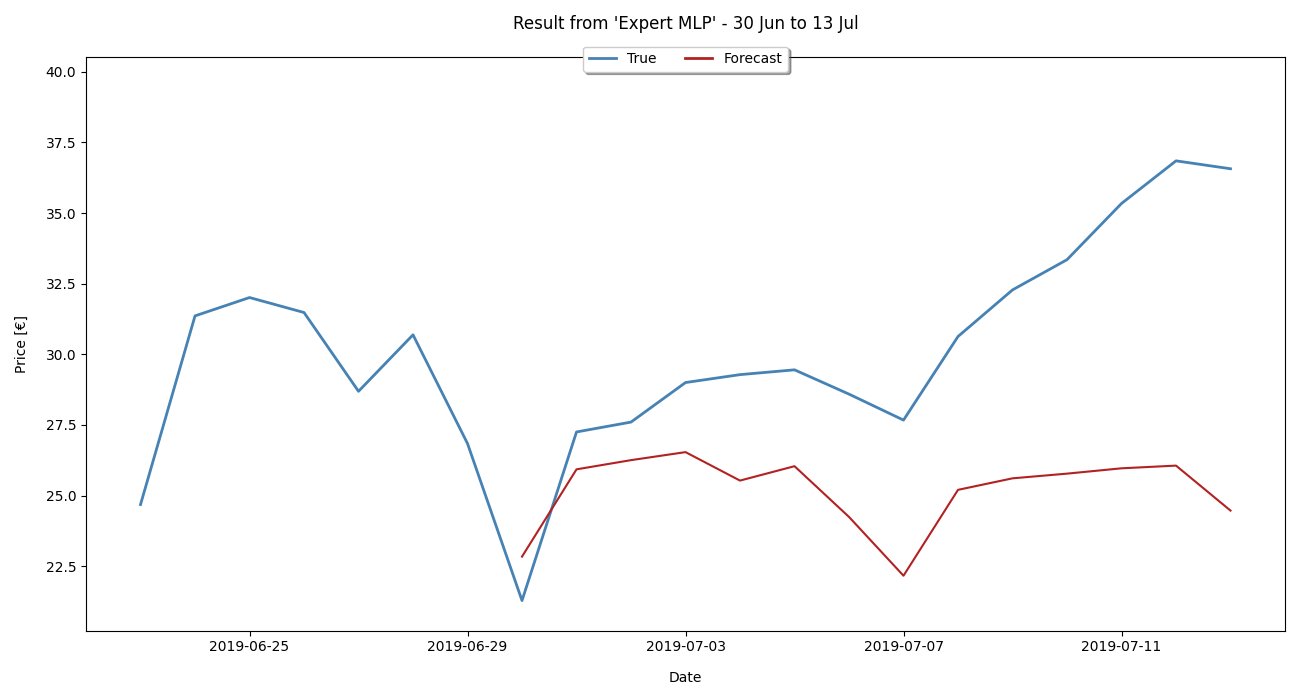 Result from 'Expert MLP' - 30 Jun to 13 Jul
True Forecast
40.0
37.5
35.0
32.5
30.0
27.5
25.0
22.5
Price [€]
2019-06-25 2019-06-29 2019-07-03 2019-07-07 2019-07-11
Date